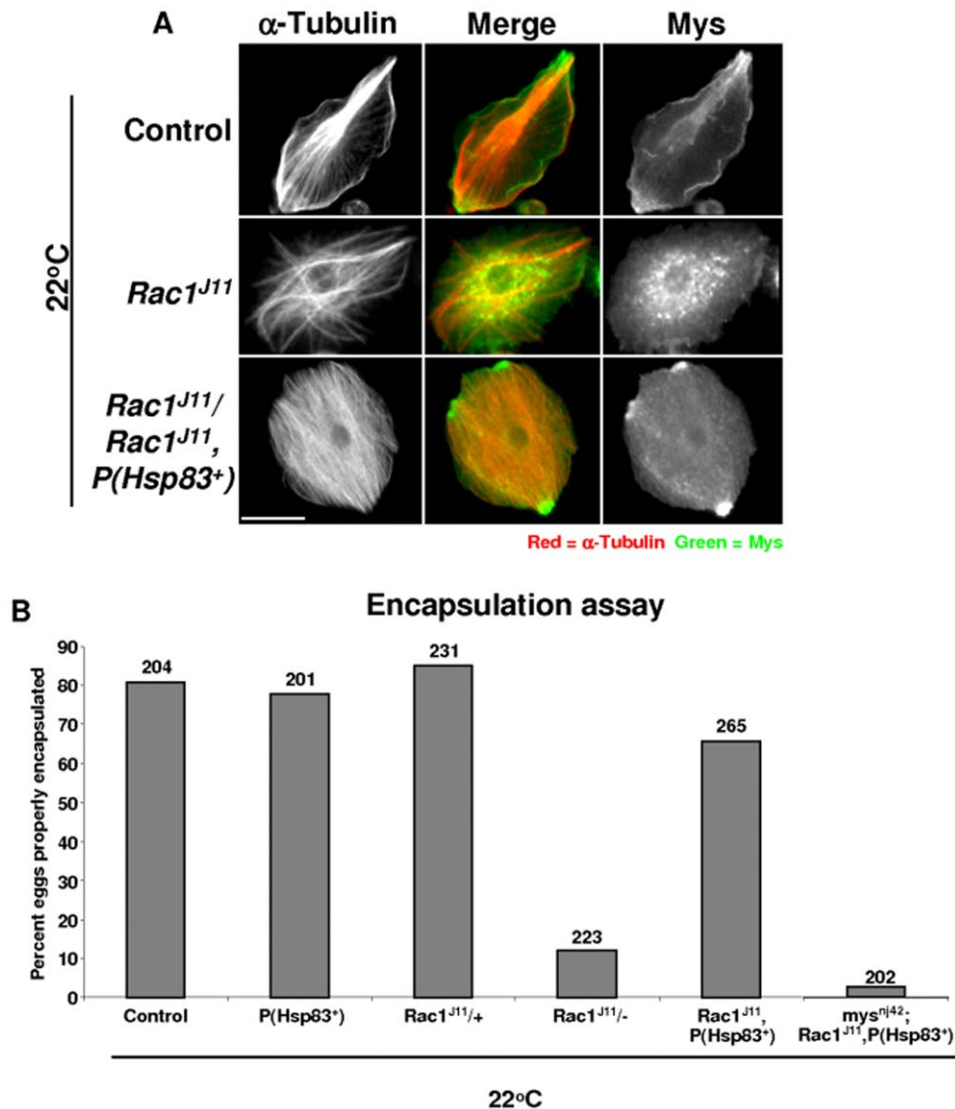 A
α-Tubulin Merge Mys
Control
Rac1ᴶ¹¹
Rac1ᴶ¹¹/
Rac1ᴶ¹¹,
P(Hsp83⁺)
22ºC
Red = α-Tubulin Green = Mys
B
Encapsulation assay
Percent eggs properly encapsulated
90
80
70
60
50
40
30
20
10
0
204
201
231
223
265
202
Control
P(Hsp83⁺)
Rac1ᴶ¹¹/+
Rac1ᴶ¹¹/-
Rac1ᴶ¹¹,
P(Hsp83⁺)
mysⁿʲ⁴²;
Rac1ᴶ¹¹,P(Hsp83⁺)
22ºC